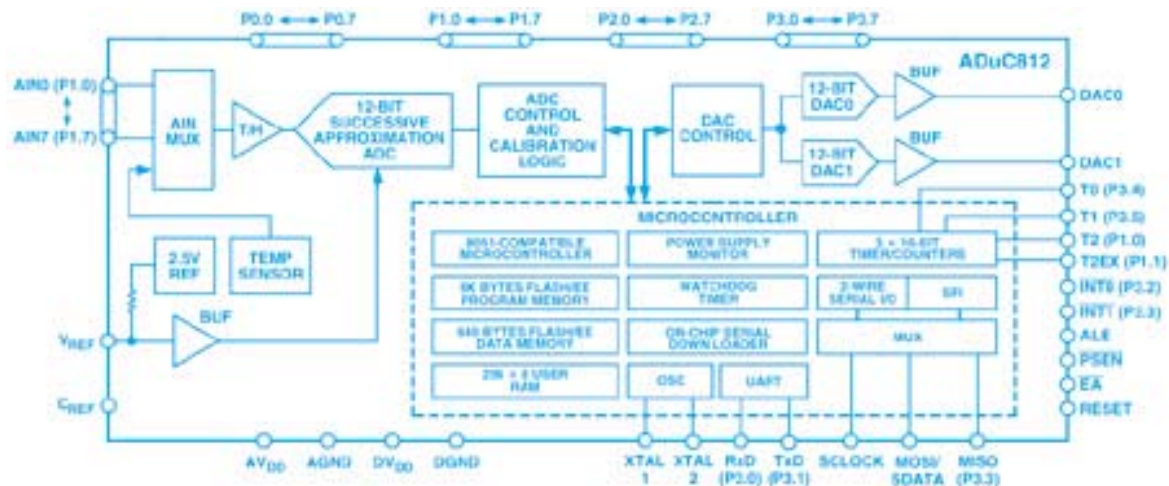 P0.0 P0.7
P1.0 P1.7
P2.0 P2.7
P3.0 P3.7
ADuC812
AIN0 (P1.0)
AIN7 (P1.7)
AIN
MUX
T/H
12-BIT
SUCCESSIVE
APPROXIMATION
ADC
ADC
CONTROL
AND
CALIBRATION
LOGIC
DAC
CONTROL
12-BIT
DAC0
BUF
DAC0
12-BIT
DAC1
BUF
DAC1
2.5V
REF
TEMP
SENSOR
BUF
VREF
CREF
MICROCONTROLLER
8051-COMPATIBLE
MICROCONTROLLER
POWER SUPPLY
MONITOR
3 × 16-BIT
TIMER/COUNTERS
8K BYTES FLASH/EE
PROGRAM MEMORY
WATCHDOG
TIMER
2-WIRE
SERIAL I/O
SPI
640 BYTES FLASH/EE
DATA MEMORY
ON-CHIP SERIAL
DOWNLOADER
MUX
256 × 8 USER
RAM
OSC
UART
T0 (P3.4)
T1 (P3.5)
T2 (P1.0)
T2EX (P1.1)
INT0 (P3.2)
INT1 (P3.3)
ALE
PSEN
EA
RESET
AVDD
AGND
DVDD
DGND
XTAL
1
XTAL
2
RxD
(P3.0)
TxD
(P3.1)
SCLOCK
MOSI/
SDATA
MISO
(P3.3)